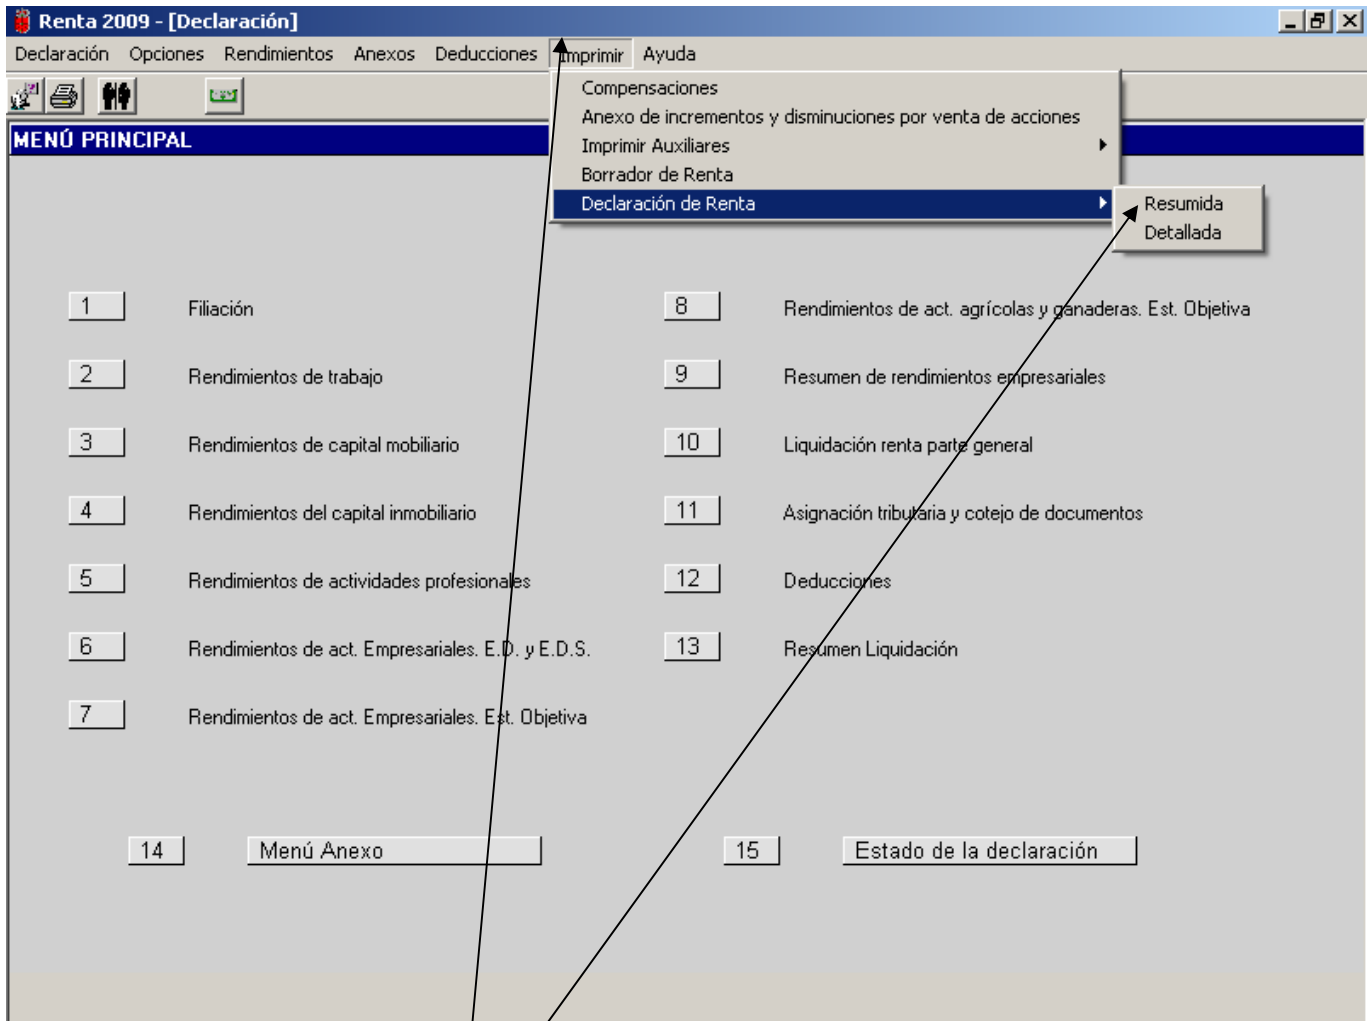 Renta 2009 - [Declaración]
Declaración Opciones Rendimientos Anexos Deducciones Imprimir Ayuda
Compensaciones
Anexo de incrementos y disminuciones por venta de acciones
Imprimir Auxiliares
Borrador de Renta
Declaración de Renta
Resumida
Detallada
MENÚ PRINCIPAL
1 Filiación
2 Rendimientos de trabajo
3 Rendimientos de capital mobiliario
4 Rendimientos del capital inmobiliario
5 Rendimientos de actividades profesionales
6 Rendimientos de act. Empresariales. E.D. y E.D.S.
7 Rendimientos de act. Empresariales. Est. Objetiva
8 Rendimientos de act. agrícolas y ganaderas. Est. Objetiva
9 Resumen de rendimientos empresariales
10 Liquidación renta parte general
11 Asignación tributaria y cotejo de documentos
12 Deducciones
13 Resumen Liquidación
14 Menú Anexo
15 Estado de la declaración